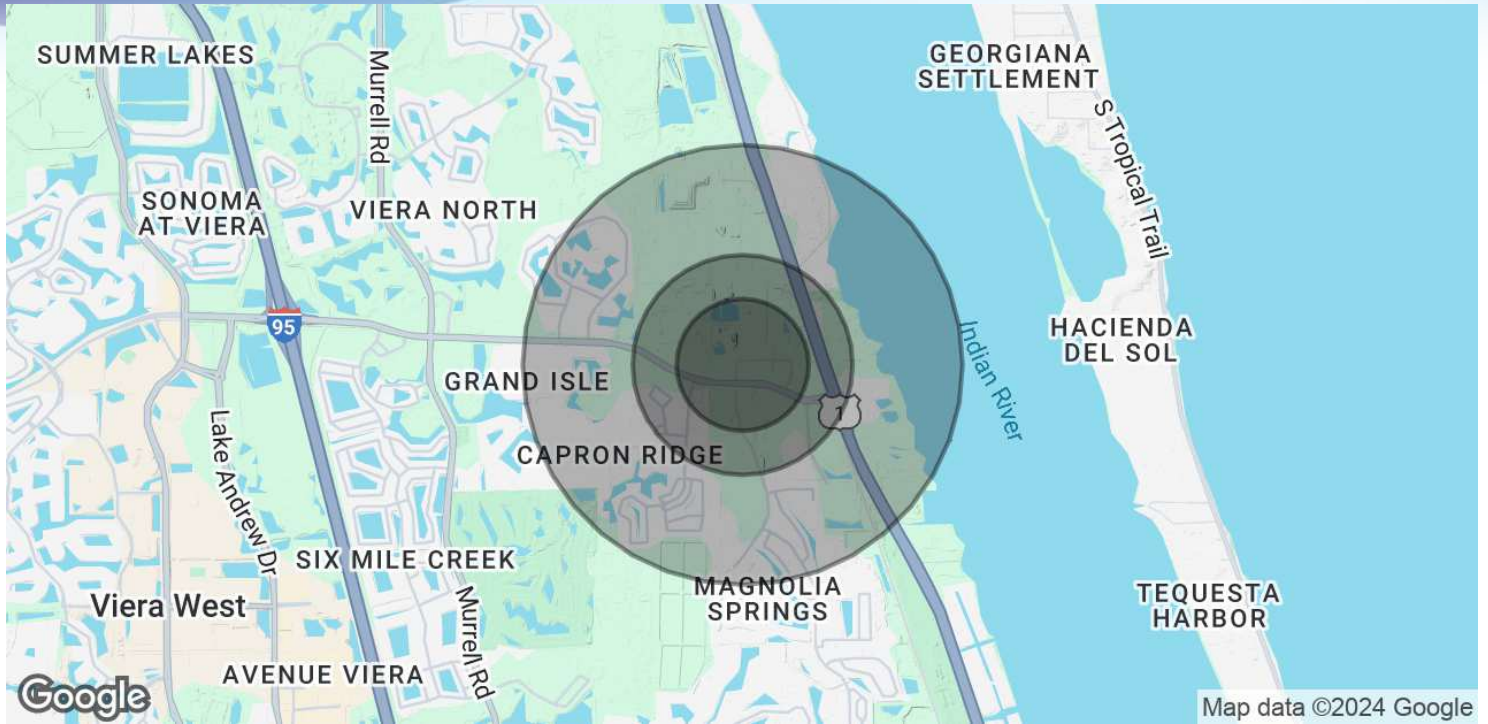 SUMMER LAKES
Murrell Rd
GEORGIANA
SETTLEMENT
S Tropical Trail
SONOMA
AT VIERA
VIERA NORTH
95
Indian River
HACIENDA
DEL SOL
GRAND ISLE
1
Lake Andrew Dr
CAPRON RIDGE
SIX MILE CREEK
MAGNOLIA
SPRINGS
TEQUESTA
HARBOR
Viera West
Murrell Rd
AVENUE VIERA
Google
Map data ©2024 Google